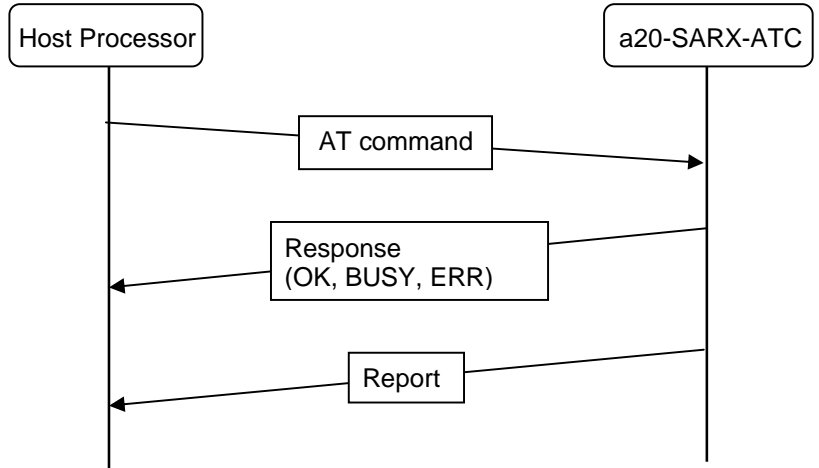 Host Processor
a20-SARX-ATC
AT command
Response
(OK, BUSY, ERR)
Report